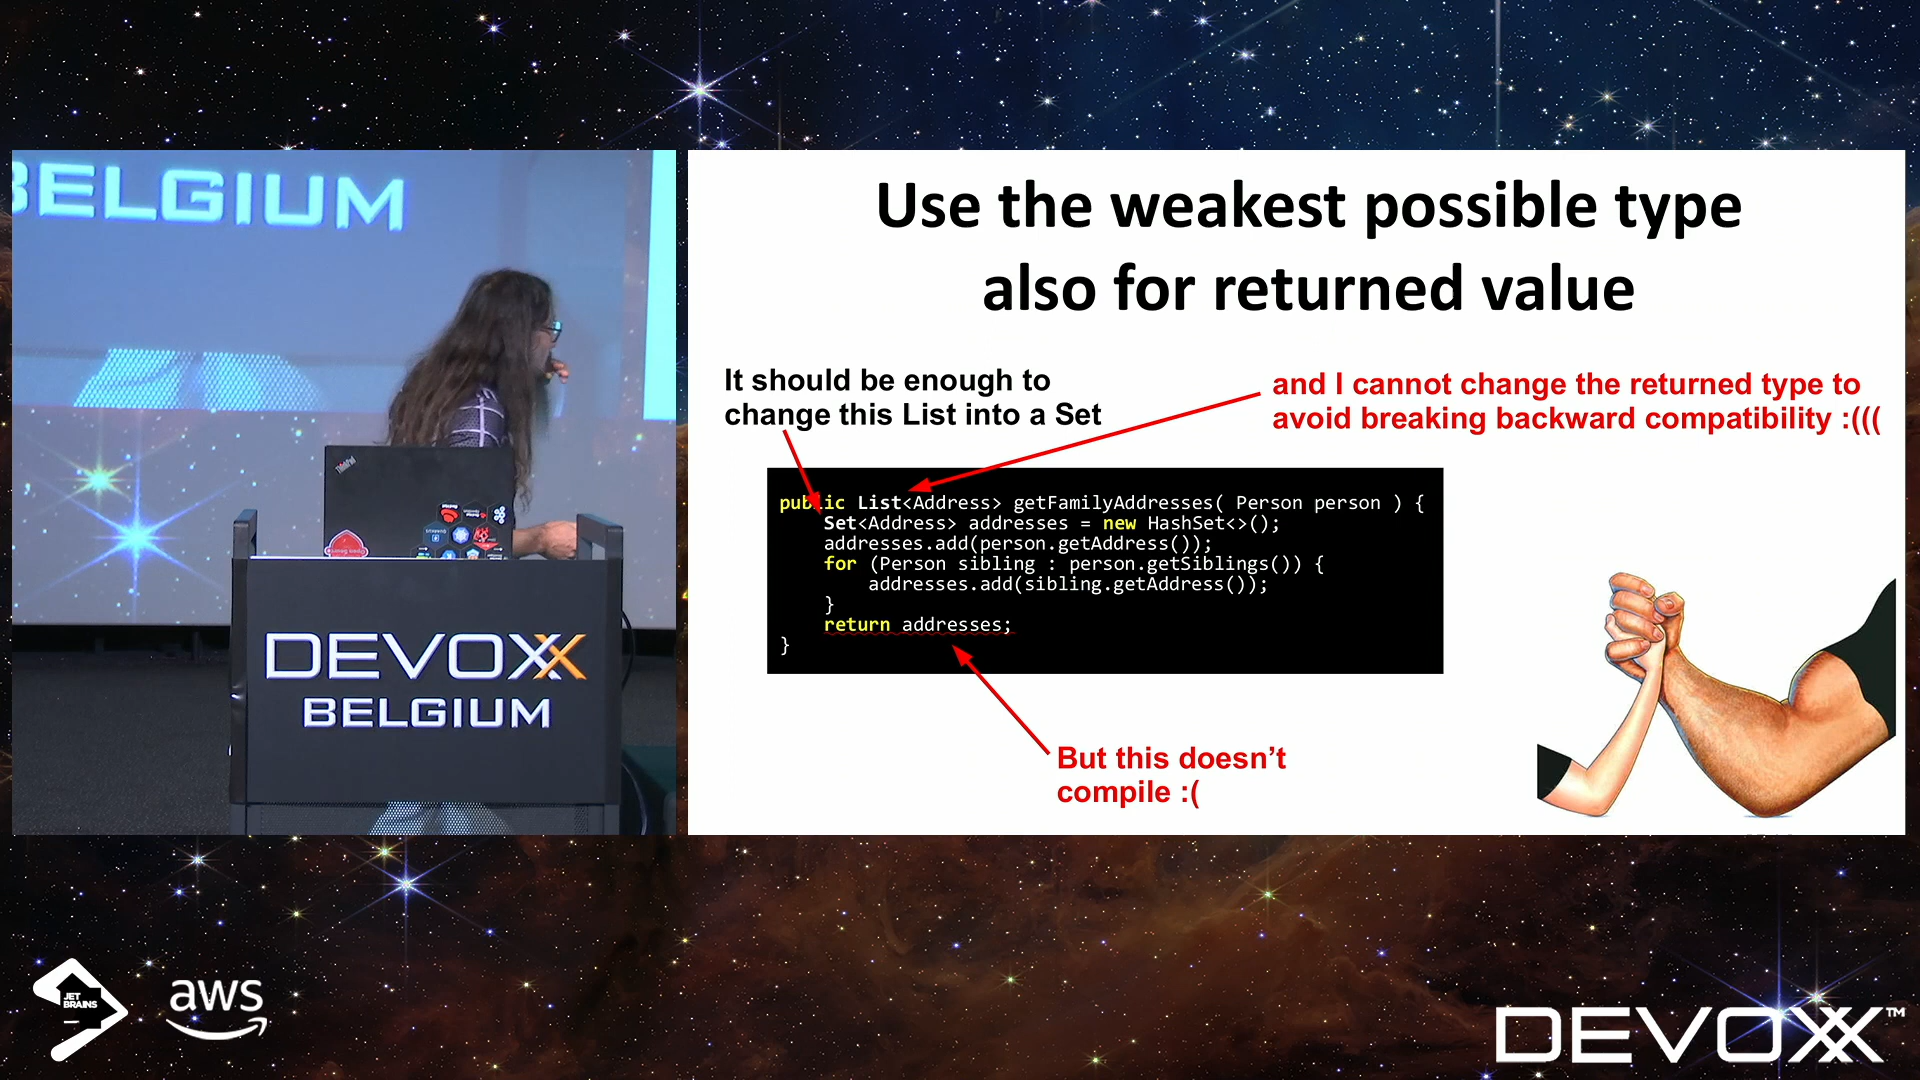 BELGIUM
ThinkPad
DEVOXX
BELGIUM
Use the weakest possible type
also for returned value
It should be enough to
change this List into a Set
and I cannot change the returned type to
avoid breaking backward compatibility :(((
public List<Address> getFamilyAddresses( Person person ) {
Set<Address> addresses = new HashSet<>();
addresses.add(person.getAddress());
for (Person sibling : person.getSiblings()) {
addresses.add(sibling.getAddress());
}
return addresses;
}
But this doesn’t
compile :(
JET
BRAINS
aws
DEVOXX™